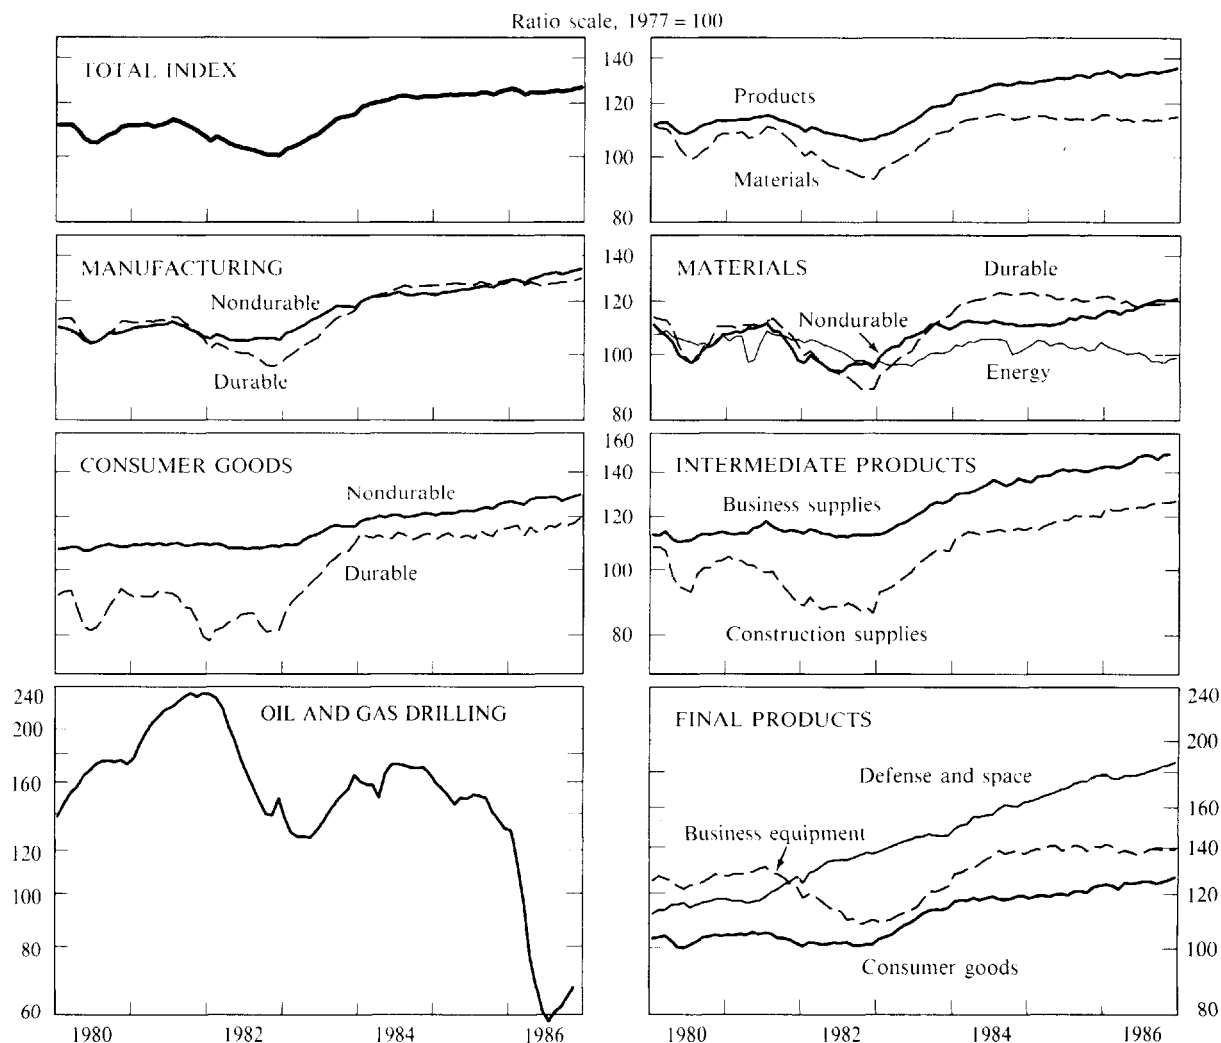 Ratio scale, 1977 = 100
TOTAL INDEX
140
120
100
80
Products
Materials
MANUFACTURING
Nondurable
Durable
120
100
80
MATERIALS
Durable
Nondurable
Energy
CONSUMER GOODS
Nondurable
Durable
160
140
120
100
80
INTERMEDIATE PRODUCTS
Business supplies
Construction supplies
240
200
160
120
100
80
60
OIL AND GAS DRILLING
1980
1982
1984
1986
FINAL PRODUCTS
Defense and space
Business equipment
Consumer goods
240
200
160
140
120
100
80
1980
1982
1984
1986